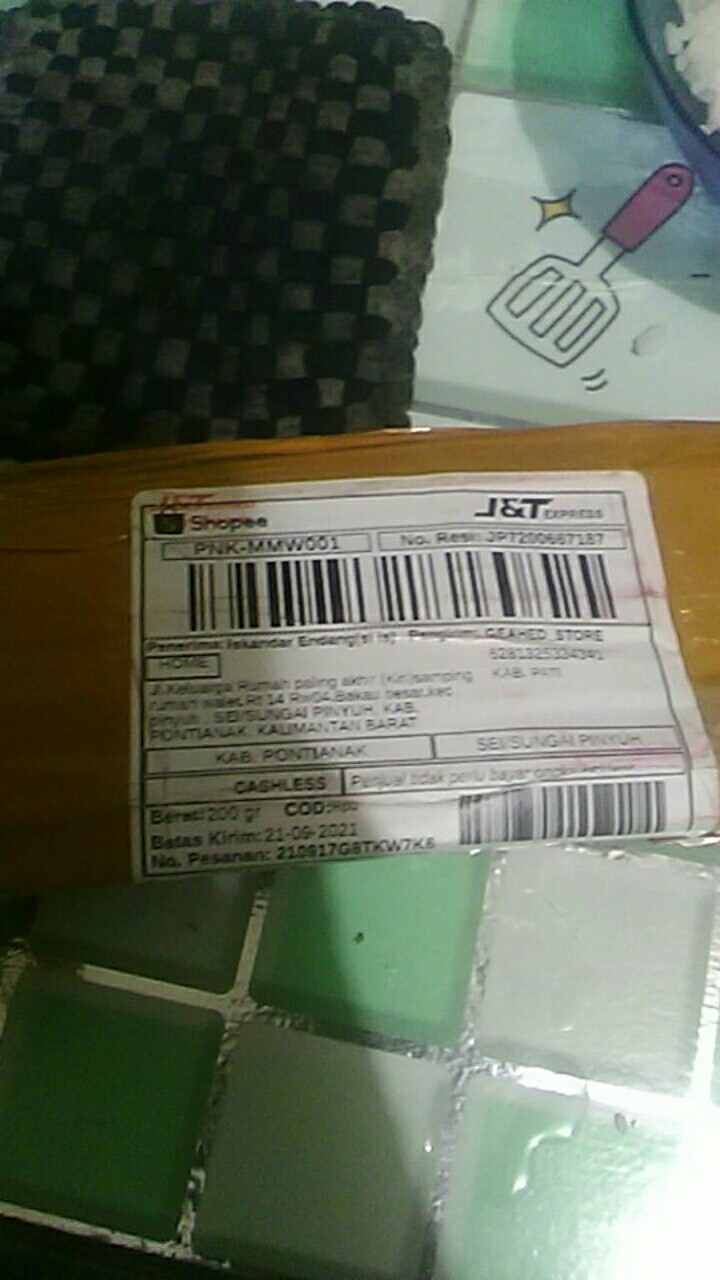 J&T
Shopee
J&T EXPRESS
PNK-MMW001
No. Resi: JP7200667187
Penerima: Iskandar Endang(si is)
Pengirim: GEAHED_STORE
HOME
6281325334341
KAB. PATI
Jl.Keluarga Rumah paling akhir (Kiri)samping
rumah walet.Rt 14 Rw04.Bakau besar.kec
pinyuh , SEI/SUNGAI PINYUH, KAB.
PONTIANAK, KALIMANTAN BARAT
KAB. PONTIANAK
SEI/SUNGAI PINYUH
CASHLESS
Penjual tidak perlu bayar
Berat: 200 gr
COD: Rp0
Batas Kirim: 21-09-2021
No. Pesanan: 210917G8TKW7K6